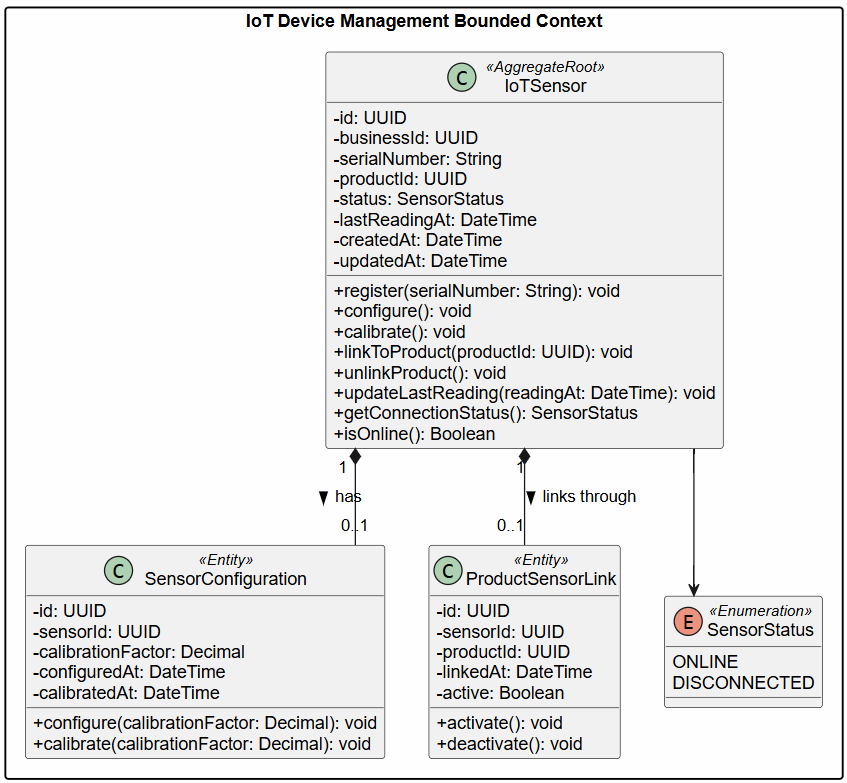 IoT Device Management Bounded Context
«AggregateRoot»
C
IoTSensor
-id: UUID
-businessId: UUID
-serialNumber: String
-productId: UUID
-status: SensorStatus
-lastReadingAt: DateTime
-createdAt: DateTime
-updatedAt: DateTime
+register(serialNumber: String): void
+configure(): void
+calibrate(): void
+linkToProduct(productId: UUID): void
+unlinkProduct(): void
+updateLastReading(readingAt: DateTime): void
+getConnectionStatus(): SensorStatus
+isOnline(): Boolean
1
has
0..1
1
links through
0..1
«Entity»
C
SensorConfiguration
-id: UUID
-sensorId: UUID
-calibrationFactor: Decimal
-configuredAt: DateTime
-calibratedAt: DateTime
+configure(calibrationFactor: Decimal): void
+calibrate(calibrationFactor: Decimal): void
«Entity»
C
ProductSensorLink
-id: UUID
-sensorId: UUID
-productId: UUID
-linkedAt: DateTime
-active: Boolean
+activate(): void
+deactivate(): void
«Enumeration»
E
SensorStatus
ONLINE
DISCONNECTED